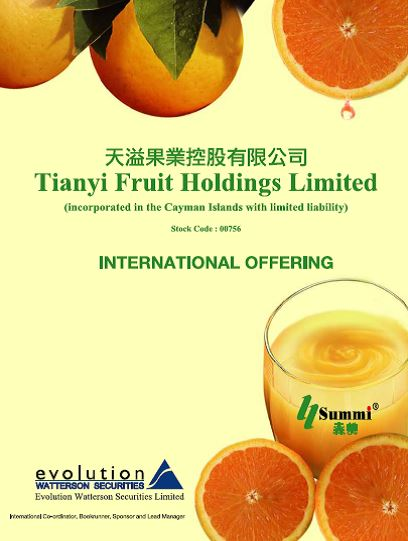 天溢果業控股有限公司
Tianyi Fruit Holdings Limited
(incorporated in the Cayman Islands with limited liability)
Stock Code : 00756
INTERNATIONAL OFFERING
Summi®
森美
evolution
WATTERSON SECURITIES
Evolution Watterson Securities Limited
International Co-ordinator, Bookrunner, Sponsor and Lead Manager